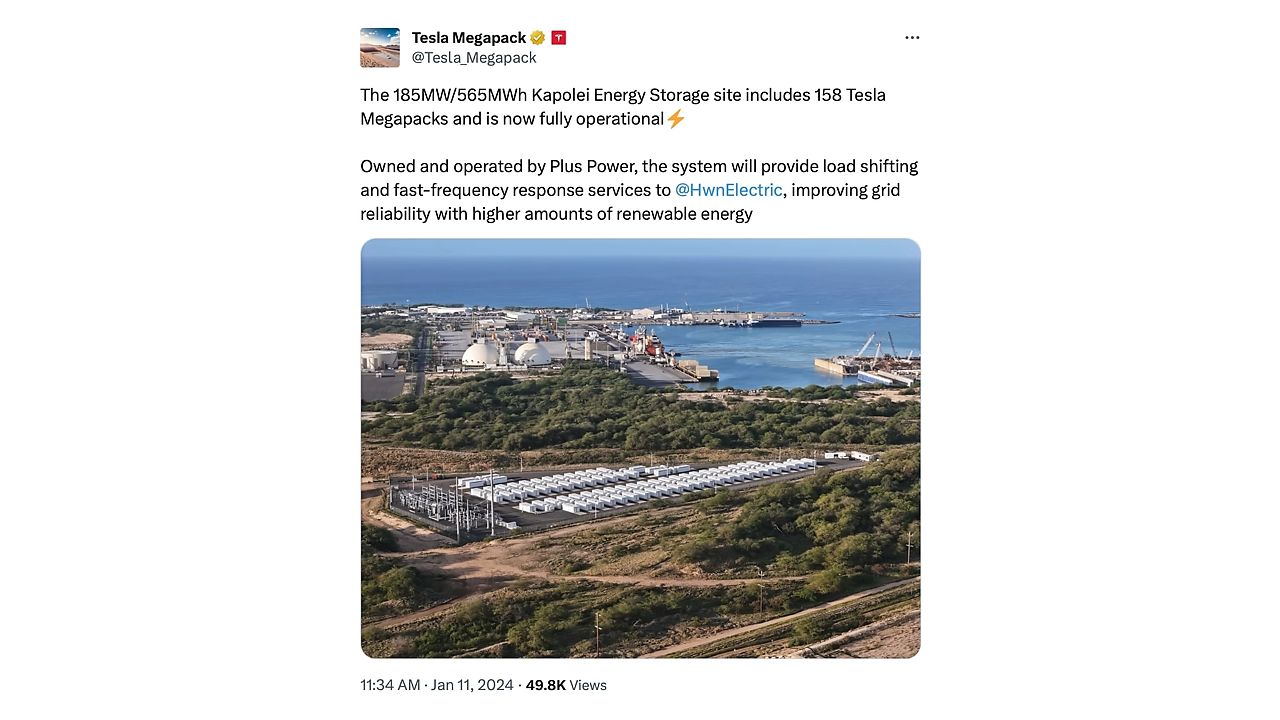 Tesla Megapack
@Tesla_Megapack
The 185MW/565MWh Kapolei Energy Storage site includes 158 Tesla
Megapacks and is now fully operational⚡
Owned and operated by Plus Power, the system will provide load shifting
and fast-frequency response services to @HwnElectric, improving grid
reliability with higher amounts of renewable energy
11:34 AM · Jan 11, 2024 · 49.8K Views